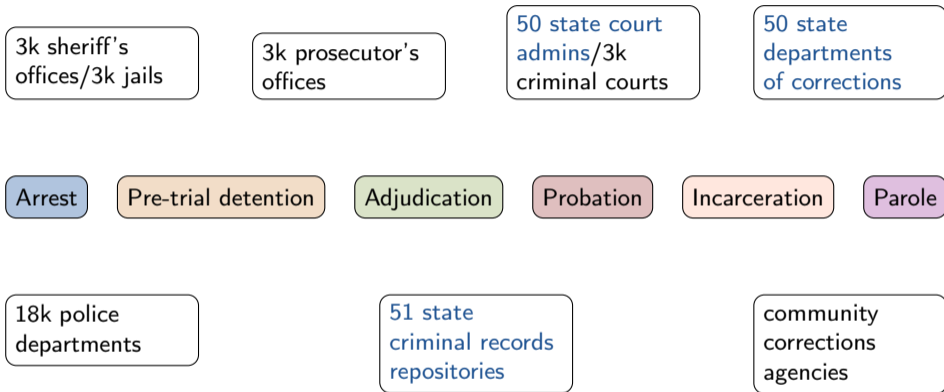 3k sheriff's
offices/3k jails
3k prosecutor's
offices
50 state court
admins/3k
criminal courts
50 state
departments
of corrections
Arrest
Pre-trial detention
Adjudication
Probation
Incarceration
Parole
18k police
departments
51 state
criminal records
repositories
community
corrections
agencies